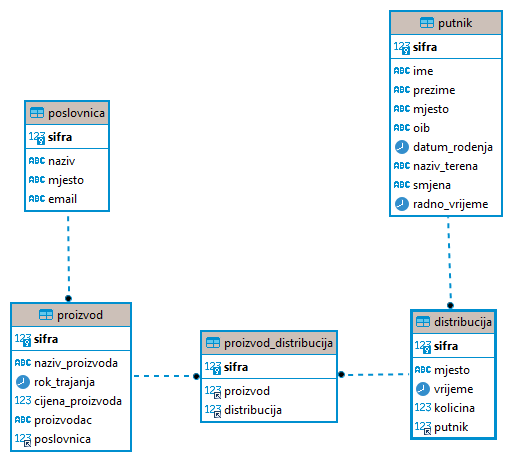 putnik
sifra
ime
prezime
mjesto
oib
datum_rodenja
naziv_terena
smjena
radno_vrijeme
poslovnica
sifra
naziv
mjesto
email
proizvod
sifra
naziv_proizvoda
rok_trajanja
cijena_proizvoda
proizvodac
poslovnica
proizvod_distribucija
sifra
proizvod
distribucija
distribucija
sifra
mjesto
vrijeme
kolicina
putnik